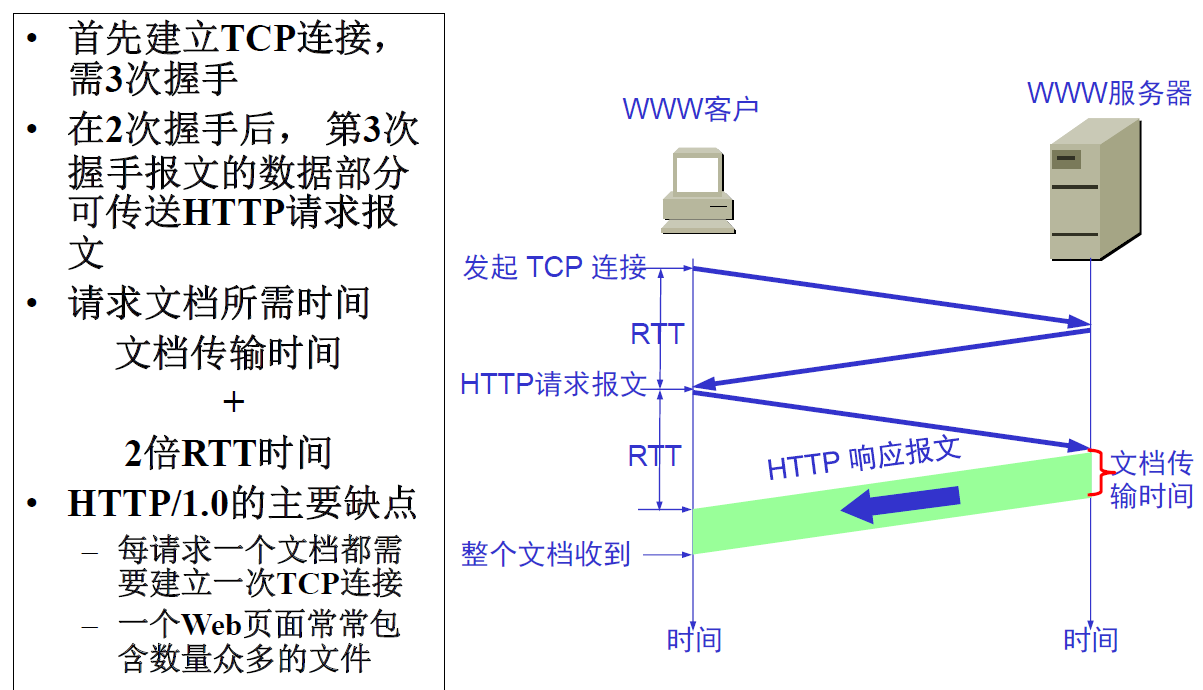 • 首先建立TCP连接，
需3次握手
• 在2次握手后， 第3次
握手报文的数据部分
可传送HTTP请求报
文
• 请求文档所需时间
文档传输时间
+
2倍RTT时间
• HTTP/1.0的主要缺点
– 每请求一个文档都需
要建立一次TCP连接
– 一个Web页面常常包
含数量众多的文件
WWW客户
WWW服务器
发起 TCP 连接
RTT
HTTP请求报文
RTT
HTTP 响应报文
文档传
输时间
整个文档收到
时间
时间